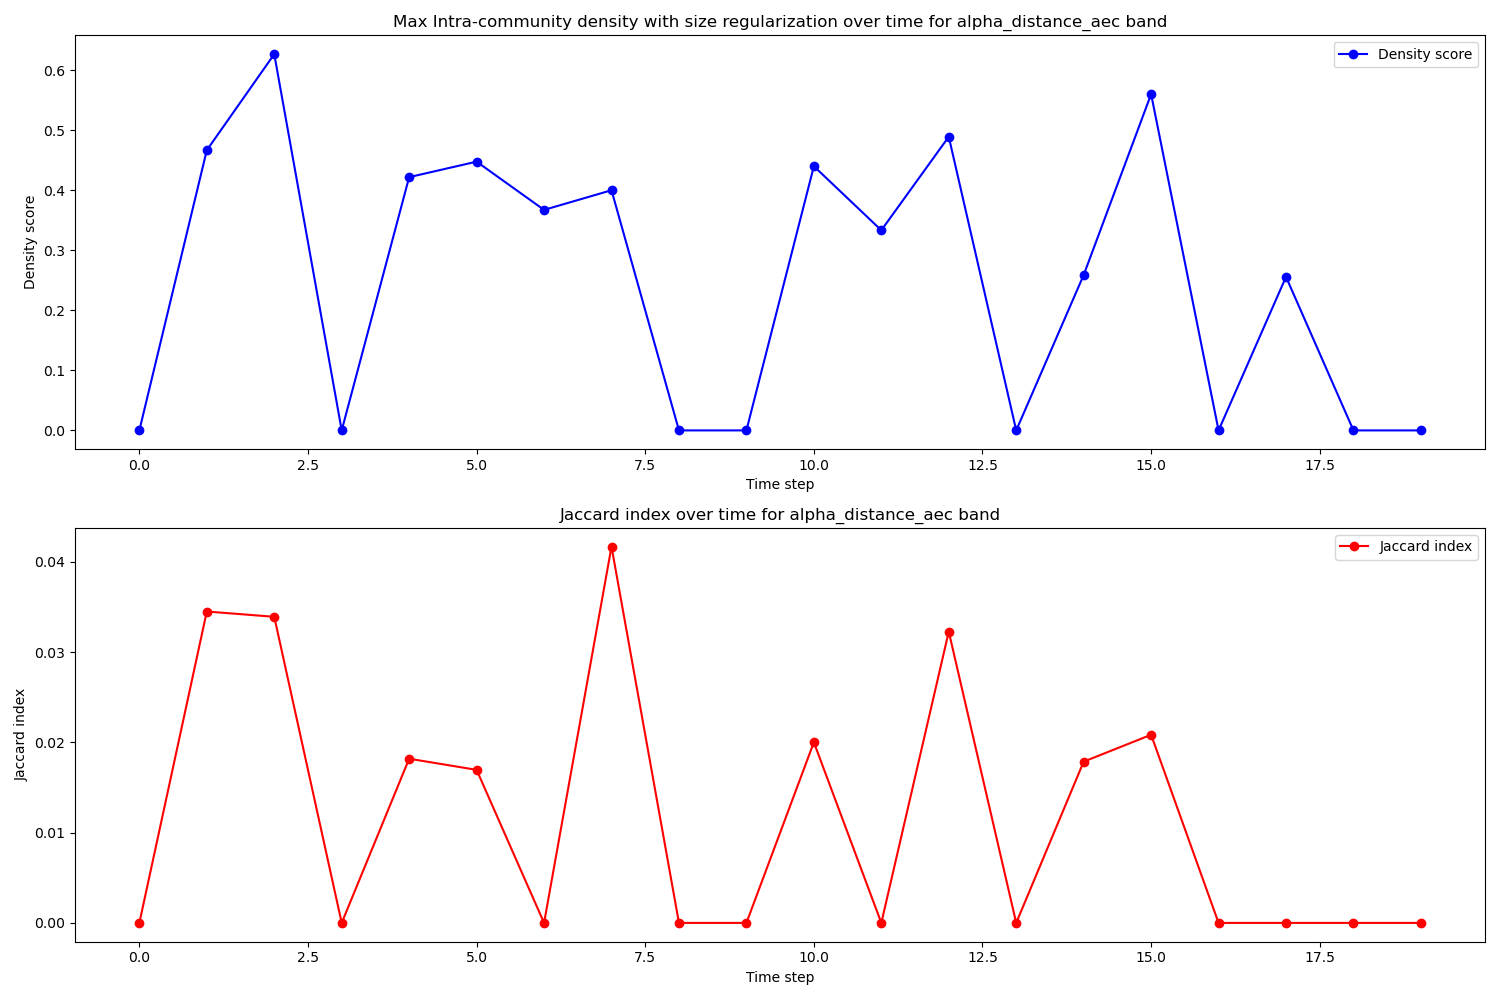 Max Intra-community density with size regularization over time for alpha_distance_aec band
Density score
0.6
0.5
0.4
0.3
0.2
0.1
0.0
Density score
0.0 2.5 5.0 7.5 10.0 12.5 15.0 17.5
Time step
Jaccard index over time for alpha_distance_aec band
Jaccard index
0.04
0.03
0.02
0.01
0.00
Jaccard index
0.0 2.5 5.0 7.5 10.0 12.5 15.0 17.5
Time step